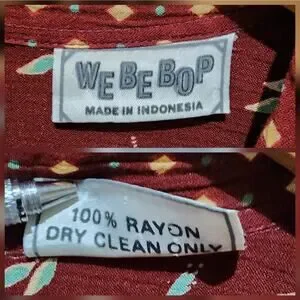 WE BE BOP
MADE IN INDONESIA
100% RAYON
DRY CLEAN ONLY